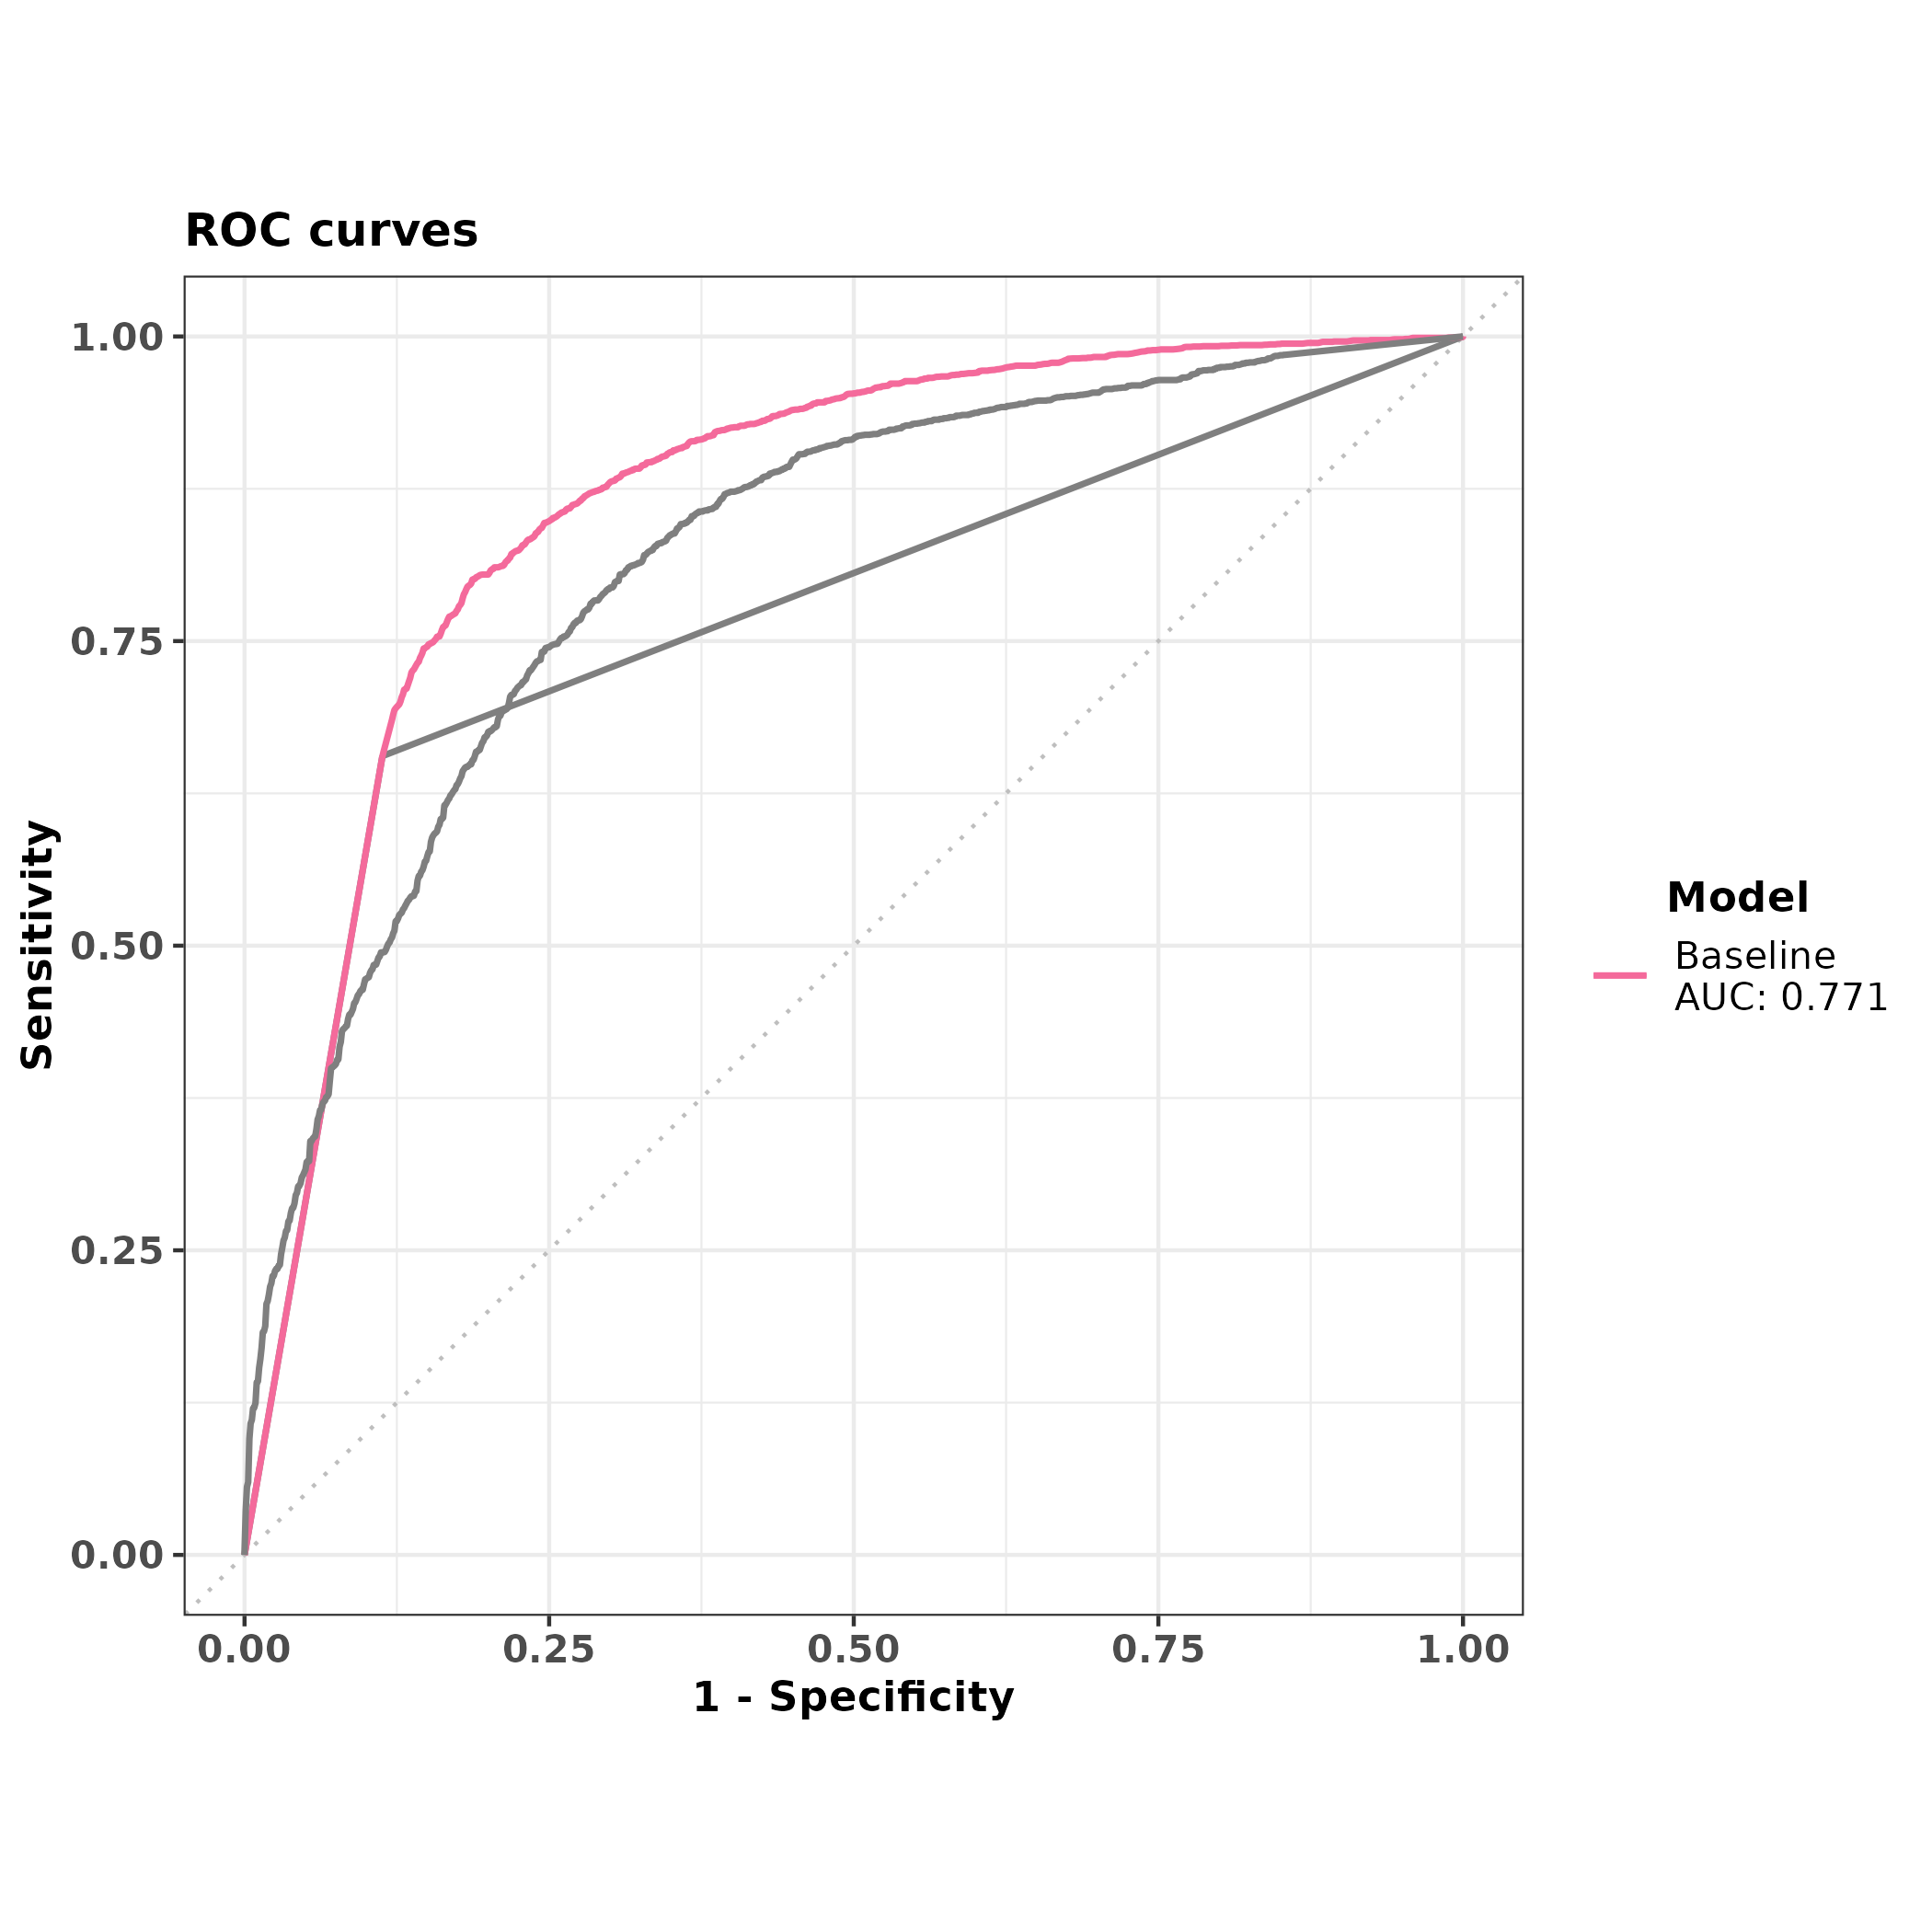 ROC curves
1.00
0.75
0.50
0.25
0.00
Sensitivity
0.00 0.25 0.50 0.75 1.00
1 - Specificity
Model
Baseline
AUC: 0.771